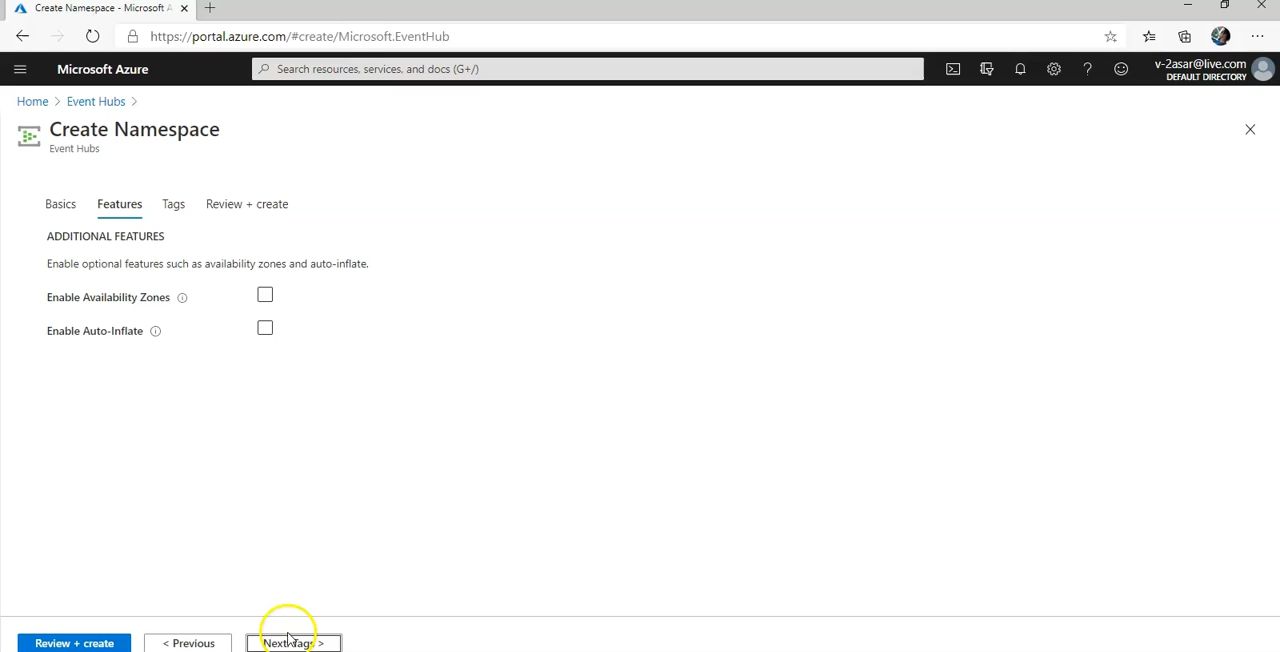 Create Namespace - Microsoft A
https://portal.azure.com/#create/Microsoft.EventHub
Microsoft Azure
Search resources, services, and docs (G+/)
v-2asar@live.com
DEFAULT DIRECTORY
Home > Event Hubs >
Create Namespace
Event Hubs
Basics Features Tags Review + create
ADDITIONAL FEATURES
Enable optional features such as availability zones and auto-inflate.
Enable Availability Zones
Enable Auto-Inflate
Review + create < Previous Next Tags >